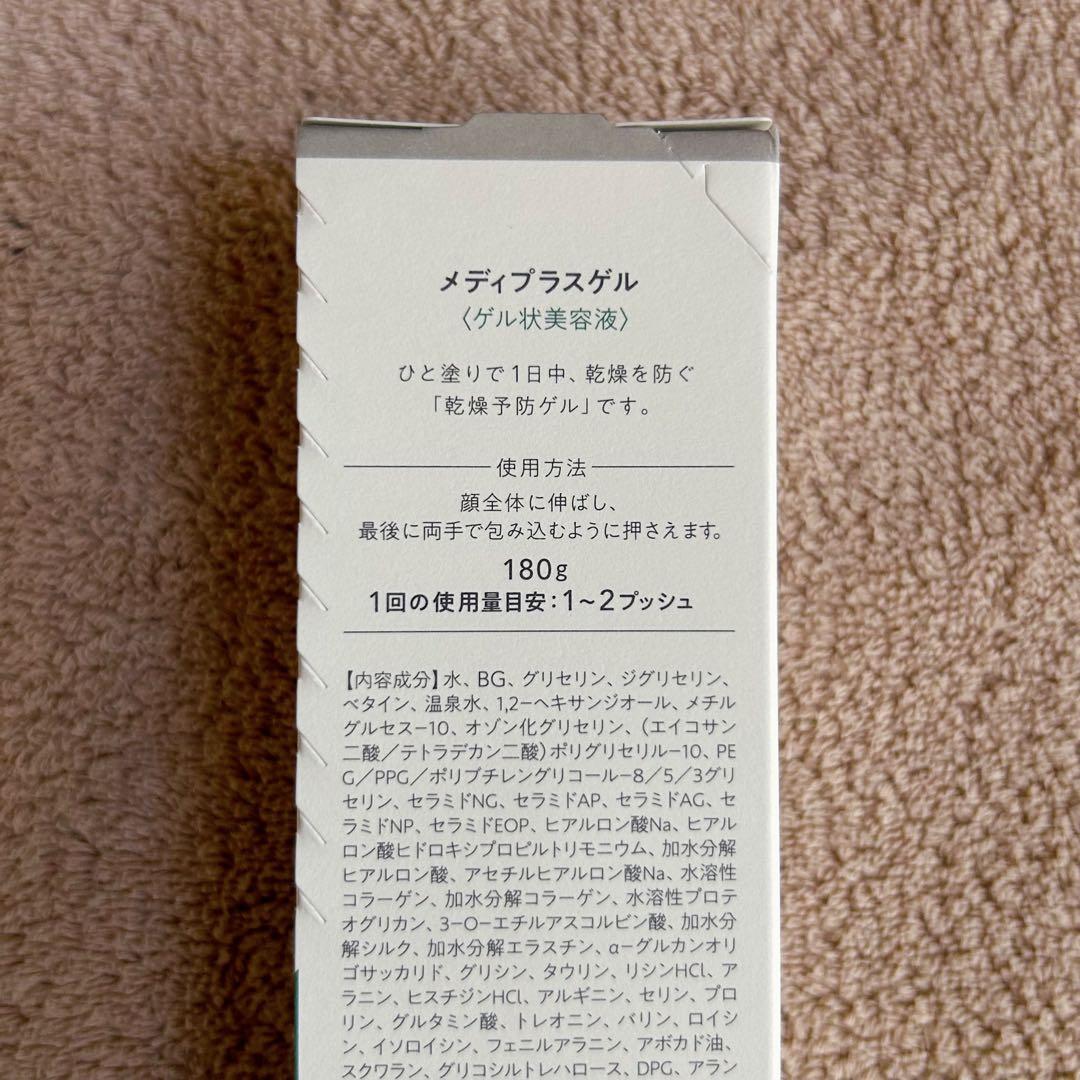 メディプラスゲル
〈ゲル状美容液〉
ひと塗りで1日中、乾燥を防ぐ
「乾燥予防ゲル」です。
使用方法
顔全体に伸ばし、
最後に両手で包み込むように押さえます。
180g
1回の使用量目安：1〜2プッシュ
【内容成分】水、BG、グリセリン、ジグリセリン、
ベタイン、温泉水、1,2−ヘキサンジオール、メチル
グルセス−10、オゾン化グリセリン、（エイコサン
二酸／テトラデカン二酸）ポリグリセリル−10、PE
G／PPG／ポリブチレングリコール−8／5／3グリ
セリン、セラミドNG、セラミドAP、セラミドAG、セ
ラミドNP、セラミドEOP、ヒアルロン酸Na、ヒアル
ロン酸ヒドロキシプロピルトリモニウム、加水分解
ヒアルロン酸、アセチルヒアルロン酸Na、水溶性
コラーゲン、加水分解コラーゲン、水溶性プロテ
オグリカン、3−O−エチルアスコルビン酸、加水分
解シルク、加水分解エラスチン、α−グルカンオリ
ゴサッカリド、グリシン、タウリン、リシンHCl、ア
ラニン、ヒスチジンHCl、アルギニン、セリン、プロ
リン、グルタミン酸、トレオニン、バリン、ロイシ
ン、イソロイシン、フェニルアラニン、アボカド油、
スクワラン、グリコシルトレハロース、DPG、アラン